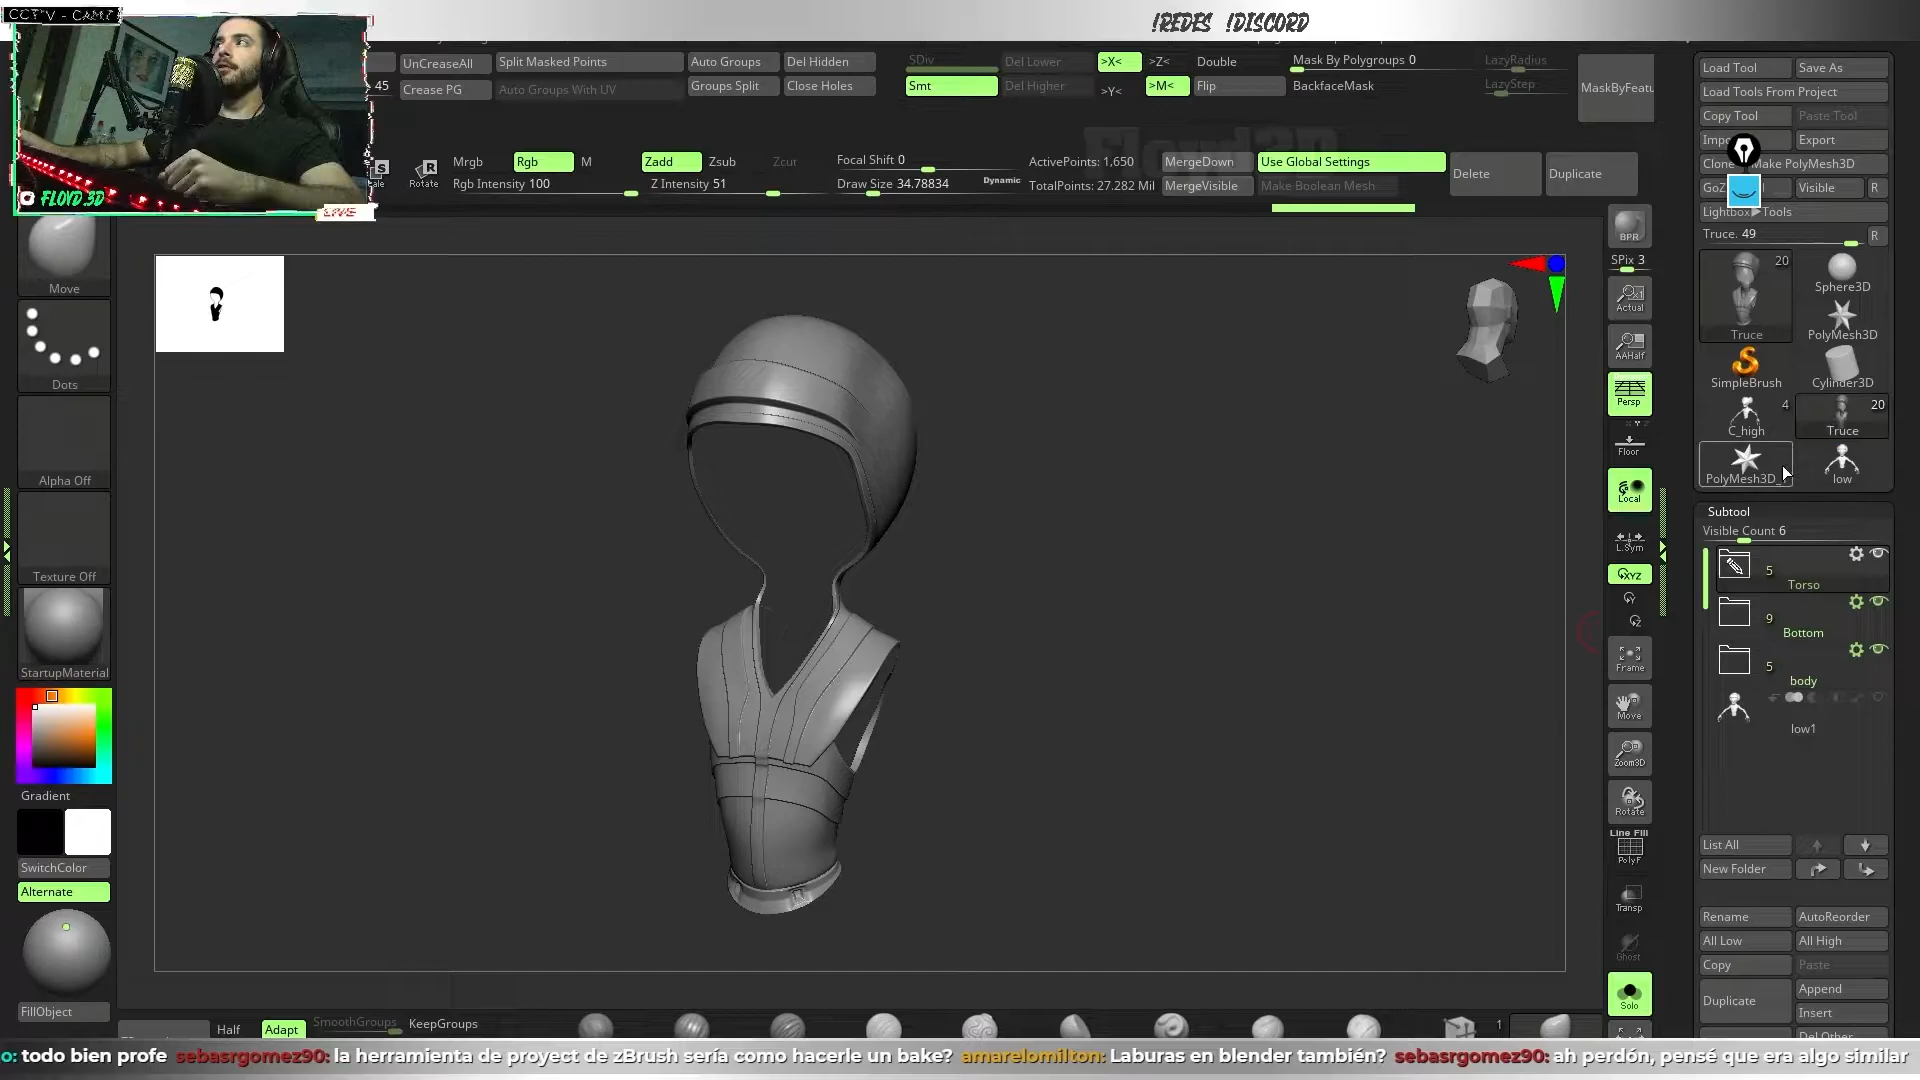 CCTV - CAM7
!REDES !DISCORD
FLOYD.3D
LIVE
45
UnCreaseAll
Crease PG
Split Masked Points
Auto Groups With UV
Auto Groups
Groups Split
Del Hidden
Close Holes
SDiv
Smt
Del Lower
Del Higher
>X<
>Z<
>Y<
>M<
Double
Flip
Mask By Polygroups 0
BackfaceMask
LazyRadius
LazyStep
MaskByFeatu
Floyd3D
Rotate
Mrgb
Rgb
M
Rgb Intensity 100
Zadd
Zsub
Zcut
Z Intensity 51
Focal Shift 0
Draw Size 34.78834
Dynamic
ActivePoints: 1,650
TotalPoints: 27.282 Mil
MergeDown
MergeVisible
Use Global Settings
Make Boolean Mesh
Delete
Duplicate
Move
Dots
Alpha Off
Texture Off
StartupMaterial
Gradient
SwitchColor
Alternate
FillObject
BPR
SPix 3
Actual
AAHalf
Persp
Floor
Local
L.Sym
XYZ
Frame
Move
Zoom3D
Rotate
Line Fill
PolyF
Transp
Ghost
Solo
Load Tool
Save As
Load Tools From Project
Copy Tool
Paste Tool
Export
Make PolyMesh3D
Visible
R
Lightbox▶Tools
Truce. 49
R
20
Truce
Sphere3D
PolyMesh3D
SimpleBrush
Cylinder3D
4
C_high
20
Truce
PolyMesh3D_
low
Subtool
Visible Count 6
5
Torso
9
Bottom
5
body
low1
List All
New Folder
Rename
AutoReorder
All Low
All High
Copy
Paste
Duplicate
Append
Insert
Del Other
Half
Adapt
SmoothGroups
KeepGroups
1
o: todo bien profe sebasrgomez90: la herramienta de proyect de zBrush sería como hacerle un bake? amarelomilton: Laburas en blender también? sebasrgomez90: ah perdón, pensé que era algo similar